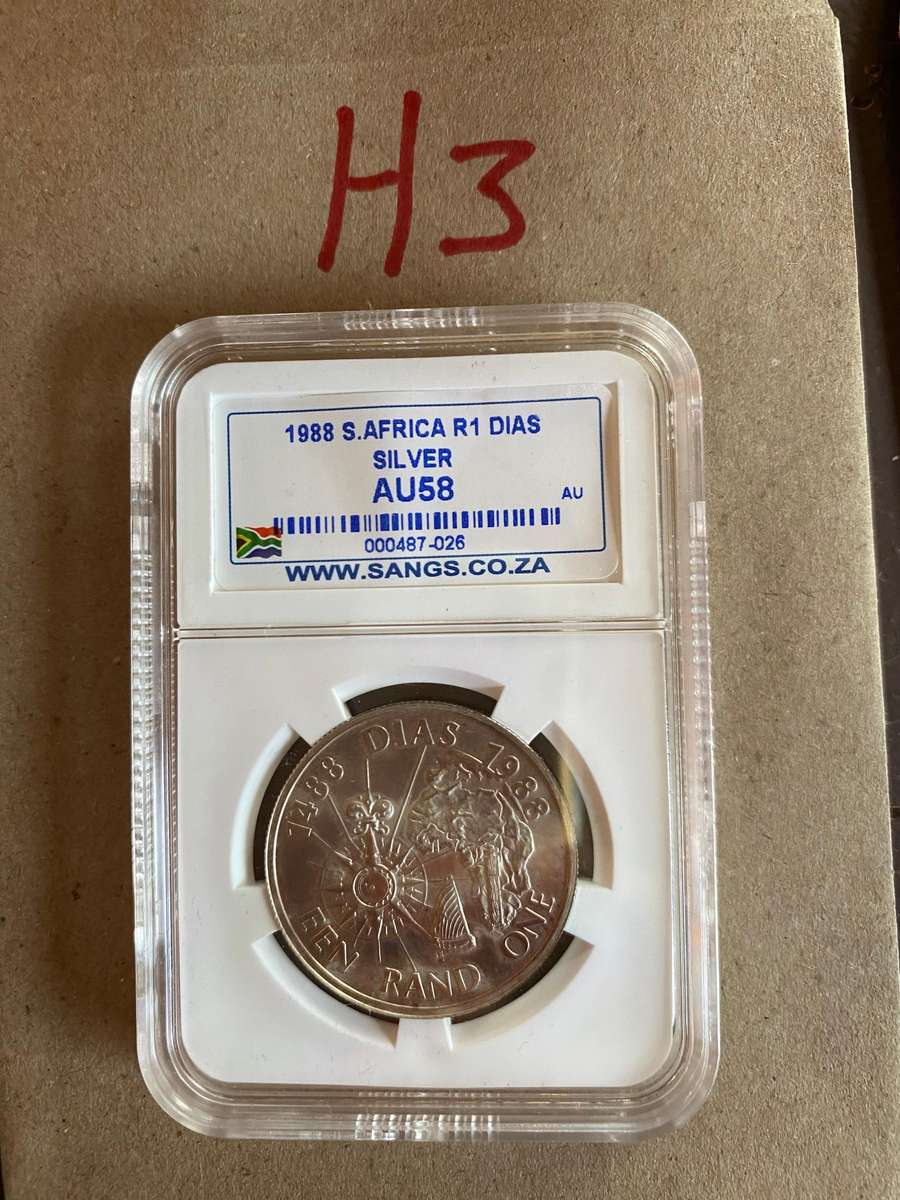 H3
1988 S.AFRICA R1 DIAS
SILVER
AU58
AU
000487-026
WWW.SANGS.CO.ZA
1488 DIAS 1988
EEN RAND ONE